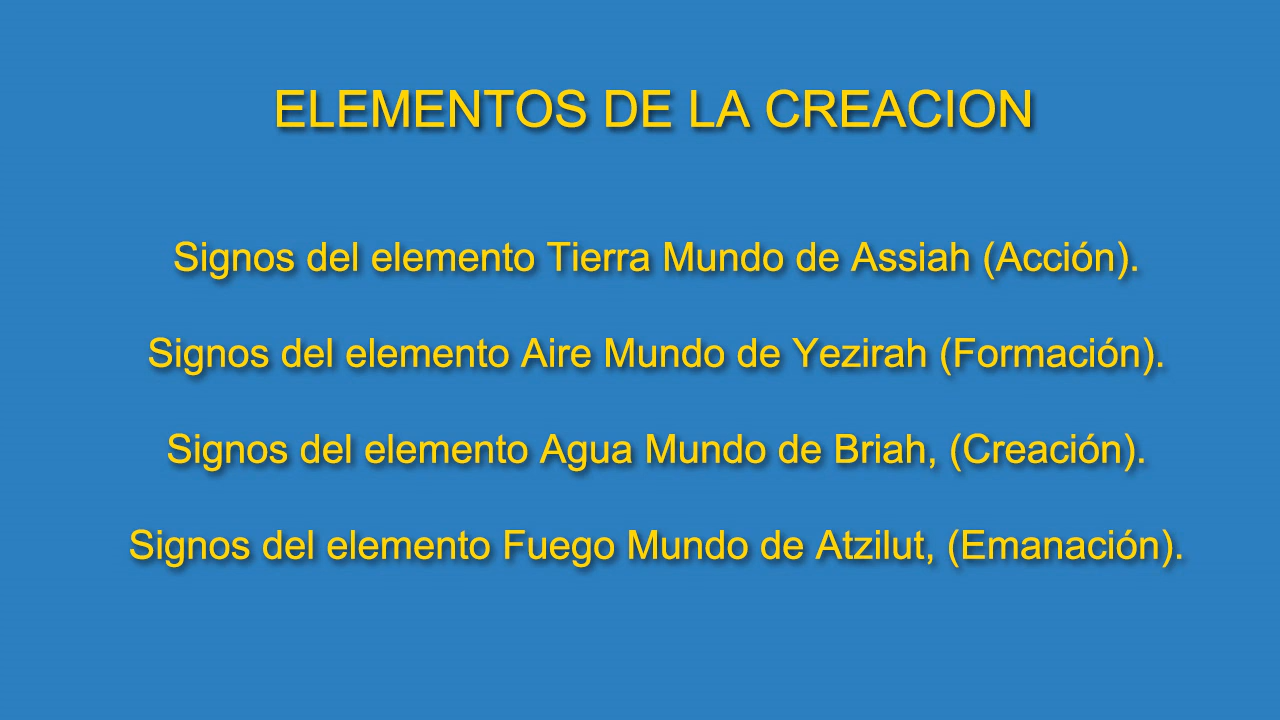 ELEMENTOS DE LA CREACION
Signos del elemento Tierra Mundo de Assiah (Acción).
Signos del elemento Aire Mundo de Yezirah (Formación).
Signos del elemento Agua Mundo de Briah, (Creación).
Signos del elemento Fuego Mundo de Atzilut, (Emanación).